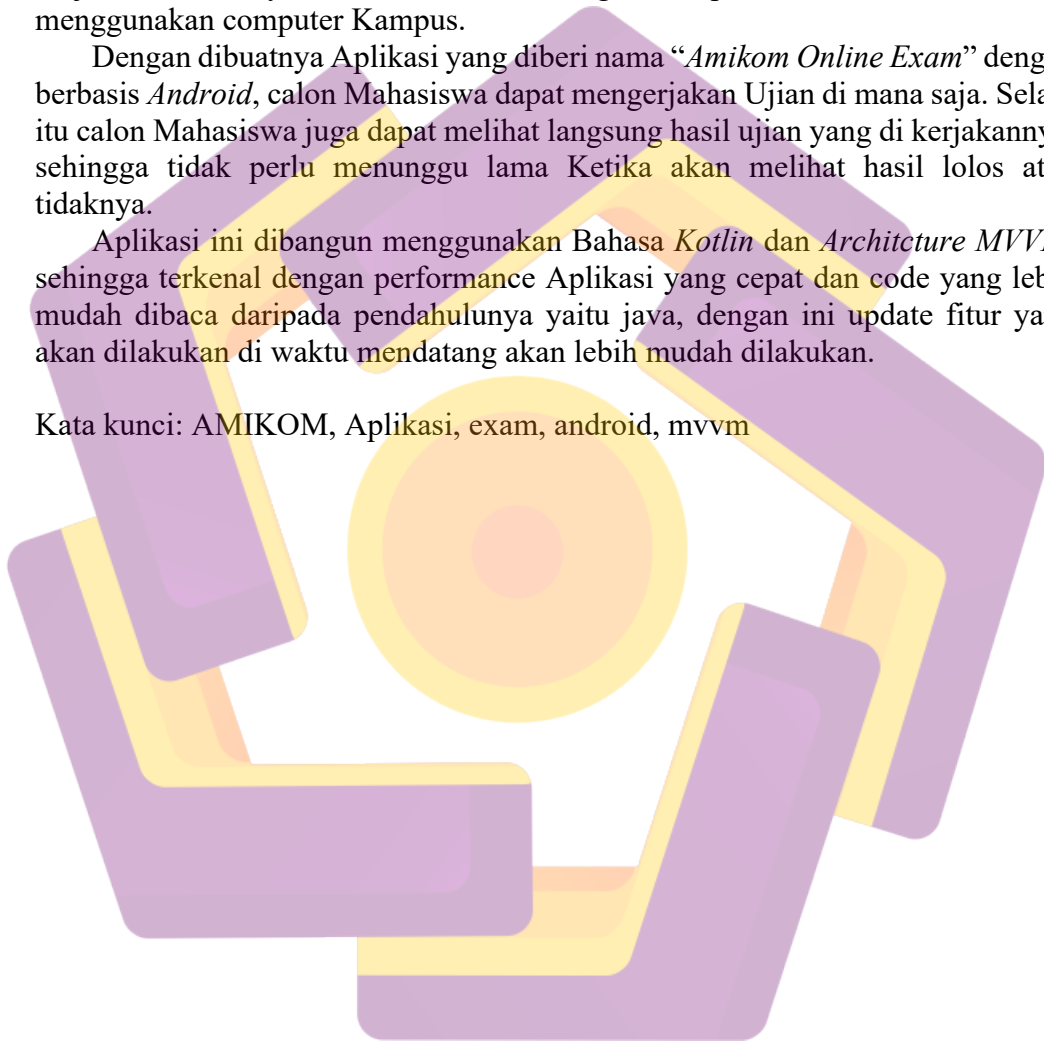 menggunakan computer Kampus.
Dengan dibuatnya Aplikasi yang diberi nama “Amikom Online Exam” deng
berbasis Android, calon Mahasiswa dapat mengerjakan Ujian di mana saja. Sela
itu calon Mahasiswa juga dapat melihat langsung hasil ujian yang di kerjakanny
sehingga tidak perlu menunggu lama Ketika akan melihat hasil lolos at
tidaknya.
Aplikasi ini dibangun menggunakan Bahasa Kotlin dan Architcture MVV
sehingga terkenal dengan performance Aplikasi yang cepat dan code yang leb
mudah dibaca daripada pendahulunya yaitu java, dengan ini update fitur ya
akan dilakukan di waktu mendatang akan lebih mudah dilakukan.
Kata kunci: AMIKOM, Aplikasi, exam, android, mvvm